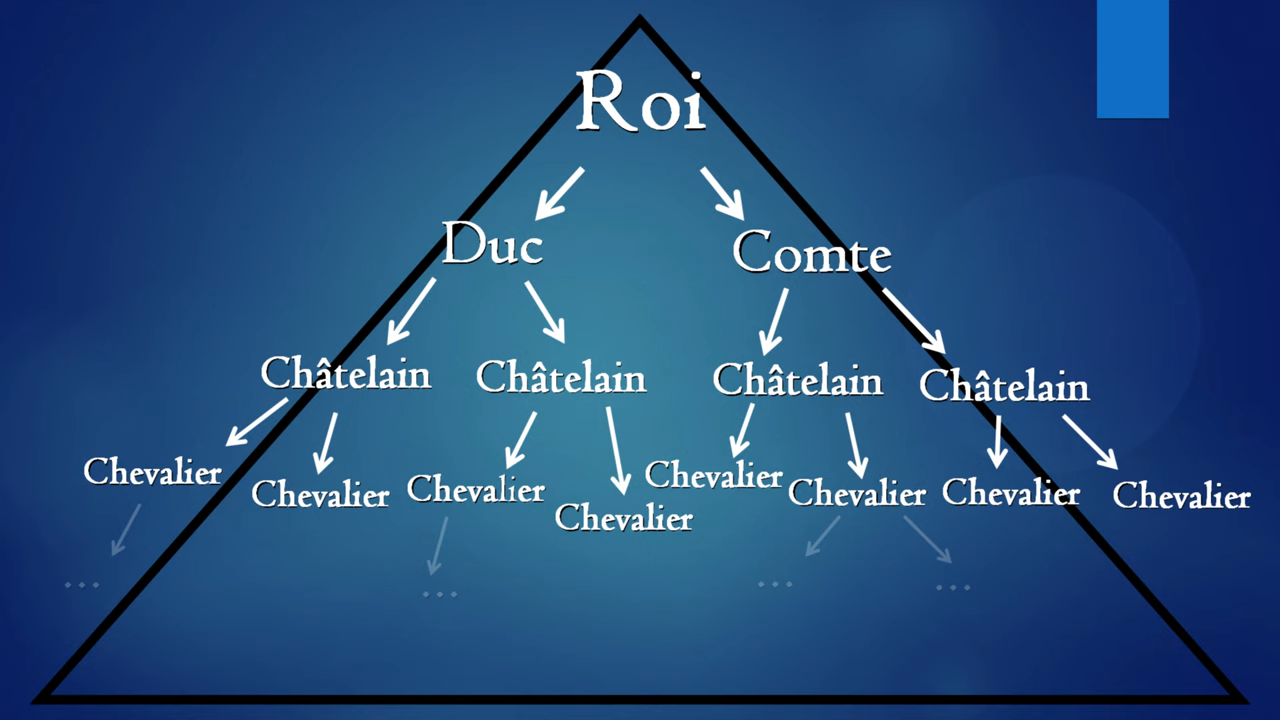 Roi
Duc Comte
Châtelain Châtelain Châtelain Châtelain
Chevalier Chevalier Chevalier Chevalier Chevalier Chevalier Chevalier Chevalier
... ... ... ...